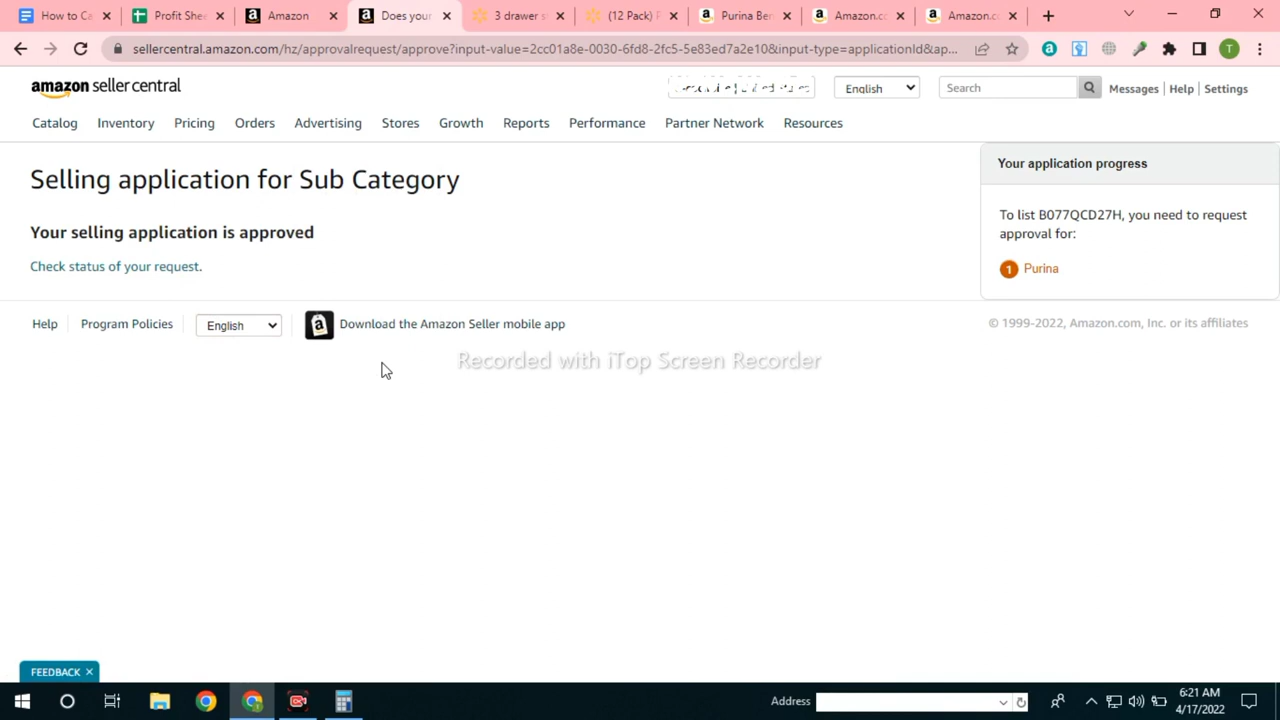 How to Ca
Profit Shee
Amazon
Does your
3 drawer s
(12 Pack) P
Purina Ben
Amazon.co
Amazon.co
sellercentral.amazon.com/hz/approvalrequest/approve?input-value=2cc01a8e-0030-6fd8-2fc5-5e83ed7a2e10&input-type=applicationId&ap...
T
amazon seller central
English
Search
Messages | Help | Settings
Catalog Inventory Pricing Orders Advertising Stores Growth Reports Performance Partner Network Resources
Selling application for Sub Category
Your selling application is approved
Check status of your request.
Your application progress
To list B077QCD27H, you need to request
approval for:
1 Purina
Help Program Policies English Download the Amazon Seller mobile app
© 1999-2022, Amazon.com, Inc. or its affiliates
Recorded with iTop Screen Recorder
FEEDBACK ×
Address
6:21 AM
4/17/2022